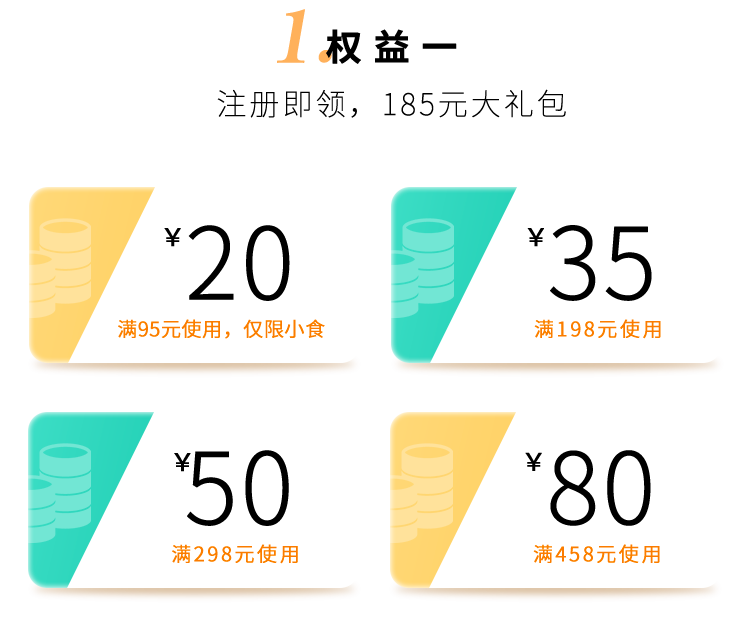 1.权益一
注册即领，185元大礼包
¥20
满95元使用，仅限小食
¥35
满198元使用
¥50
满298元使用
¥80
满458元使用